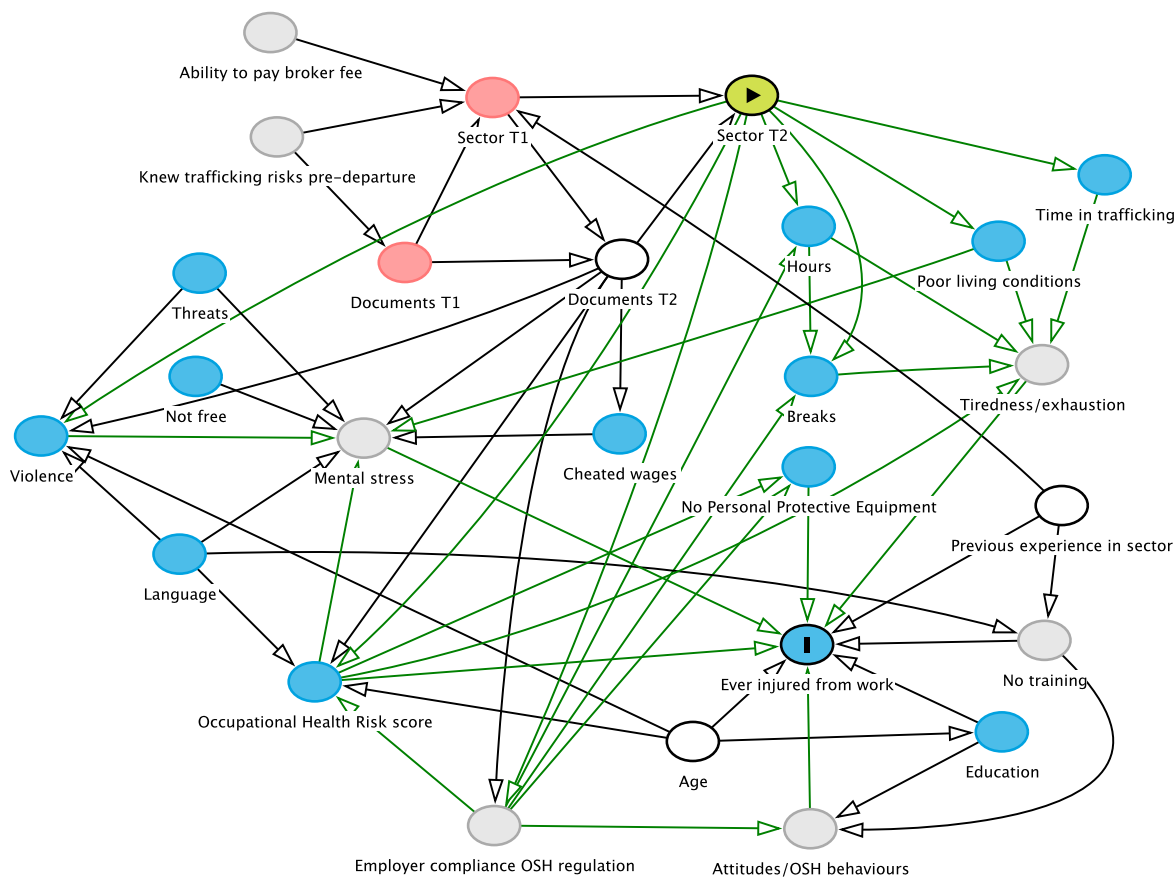 Ability to pay broker fee
Sector T1
Sector T2
Knew trafficking risks pre-departure
Time in trafficking
Hours
Poor living conditions
Documents T1
Documents T2
Threats
Not free
Breaks
Tiredness/exhaustion
Violence
Mental stress
Cheated wages
No Personal Protective Equipment
Previous experience in sector
Language
Ever injured from work
No training
Occupational Health Risk score
Age
Education
Employer compliance OSH regulation
Attitudes/OSH behaviours